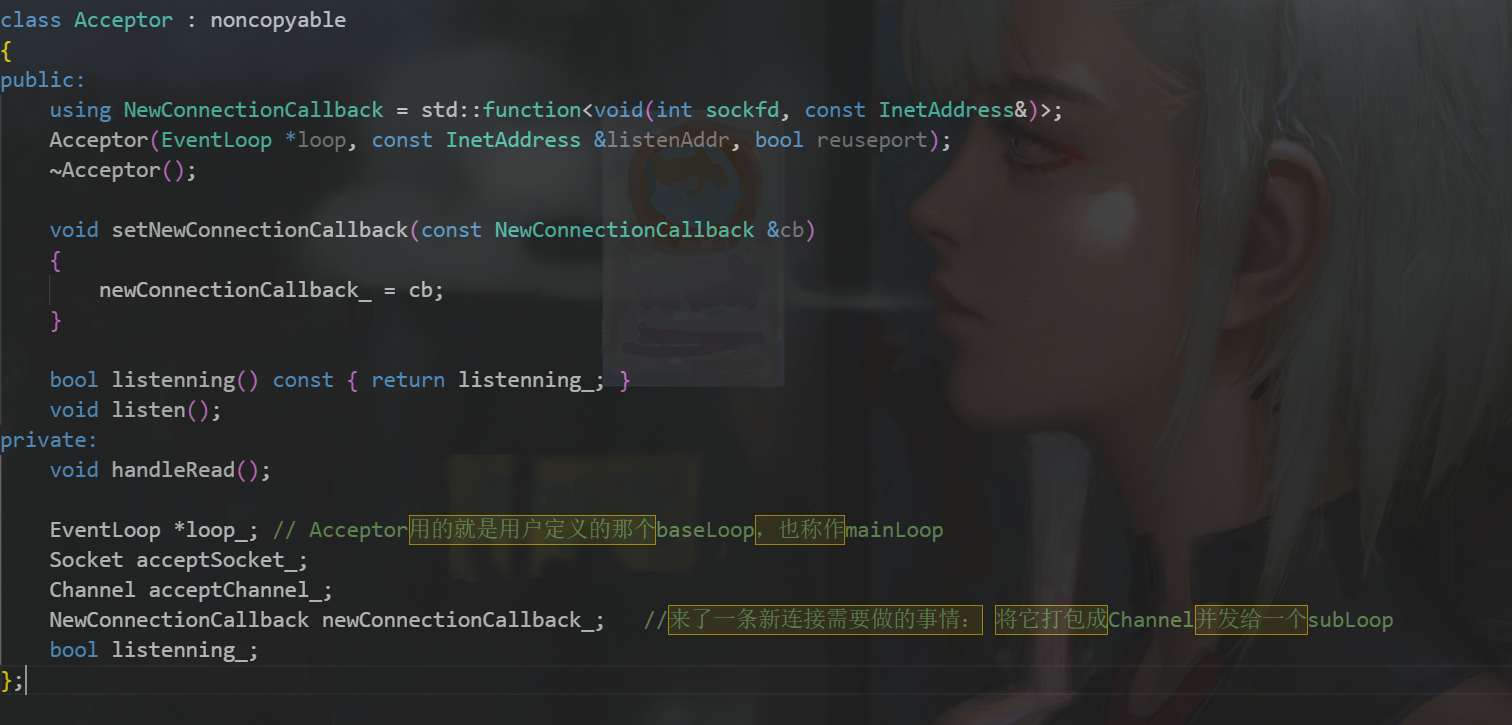 class Acceptor : noncopyable
{
public:
    using NewConnectionCallback = std::function<void(int sockfd, const InetAddress&)>;
    Acceptor(EventLoop *loop, const InetAddress &listenAddr, bool reuseport);
    ~Acceptor();

    void setNewConnectionCallback(const NewConnectionCallback &cb)
    {
        newConnectionCallback_ = cb;
    }

    bool listenning() const { return listenning_; }
    void listen();
private:
    void handleRead();

    EventLoop *loop_; // Acceptor用的就是用户定义的那个baseLoop，也称作mainLoop
    Socket acceptSocket_;
    Channel acceptChannel_;
    NewConnectionCallback newConnectionCallback_;   //来了一条新连接需要做的事情： 将它打包成Channel并发给一个subLoop
    bool listenning_;
};